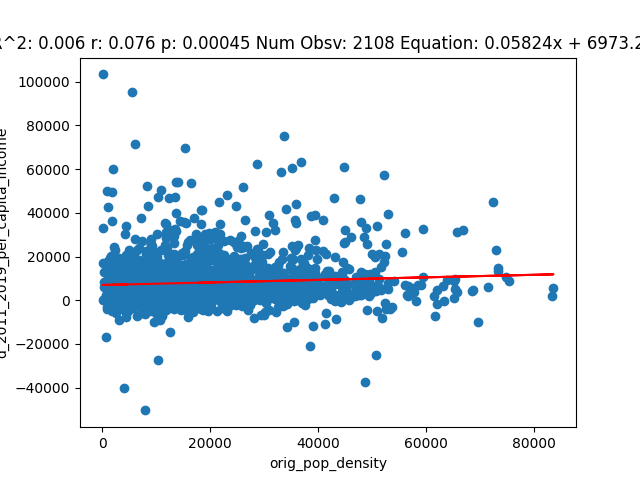 R^2: 0.006 r: 0.076 p: 0.00045 Num Obsv: 2108 Equation: 0.05824x + 6973.2
d_2011_2019_per_capita_income
100000
80000
60000
40000
20000
0
−20000
−40000
0 20000 40000 60000 80000
orig_pop_density